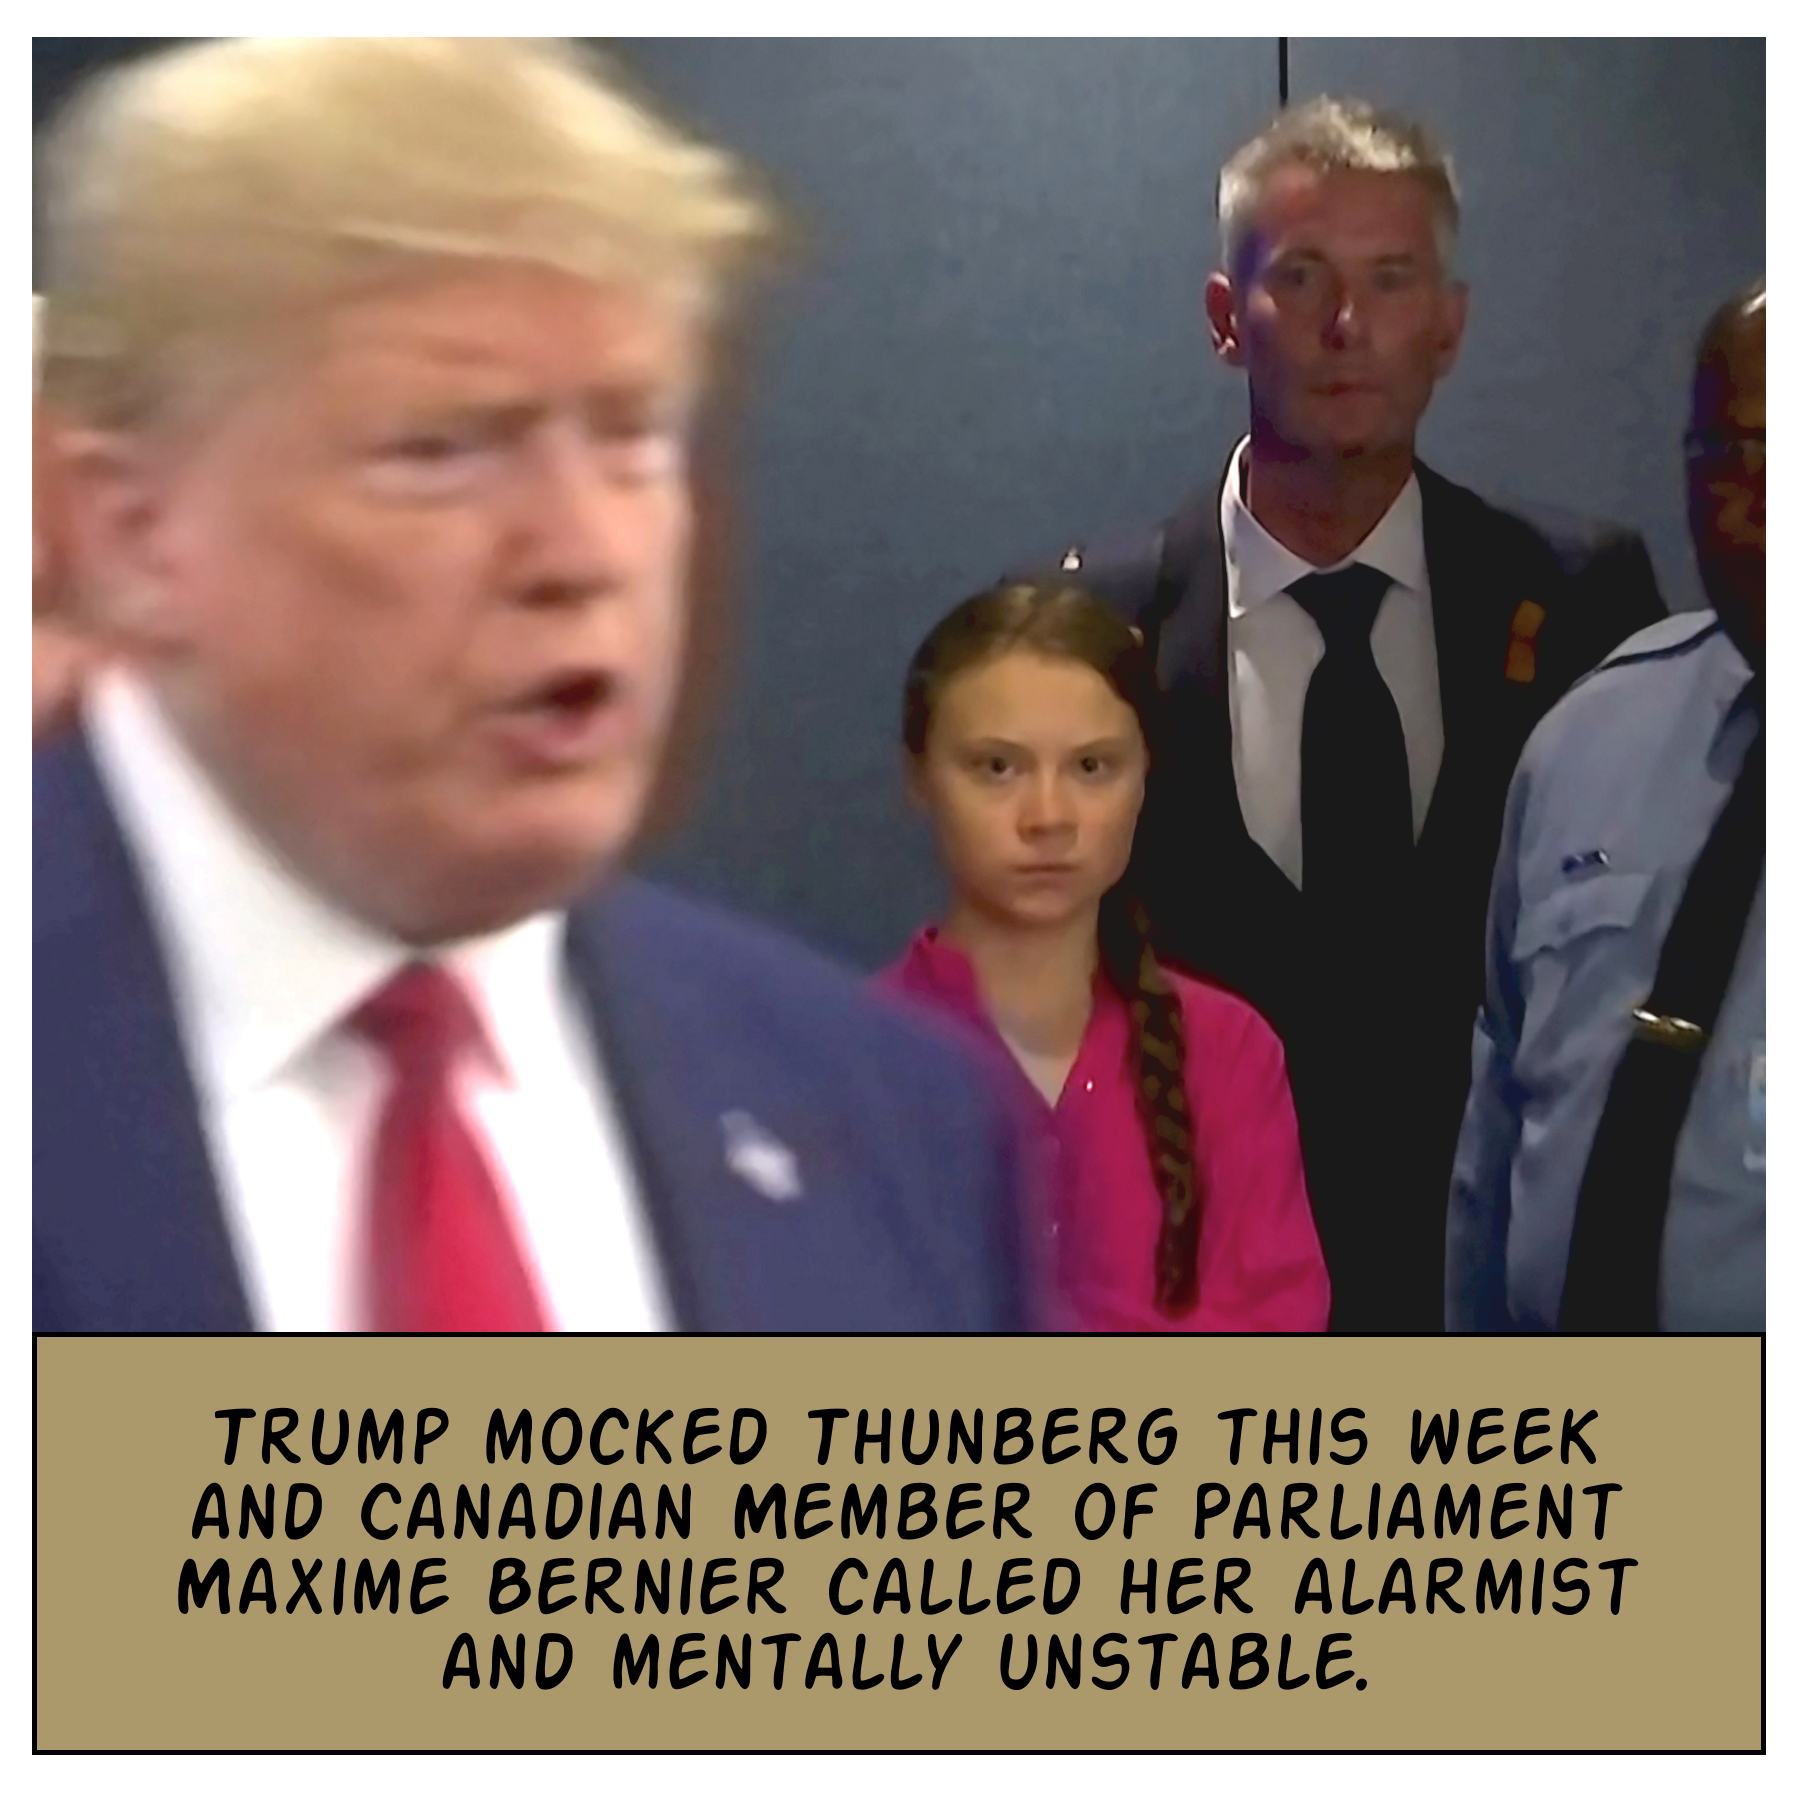 TRUMP MOCKED THUNBERG THIS WEEK
AND CANADIAN MEMBER OF PARLIAMENT
MAXIME BERNIER CALLED HER ALARMIST
AND MENTALLY UNSTABLE.